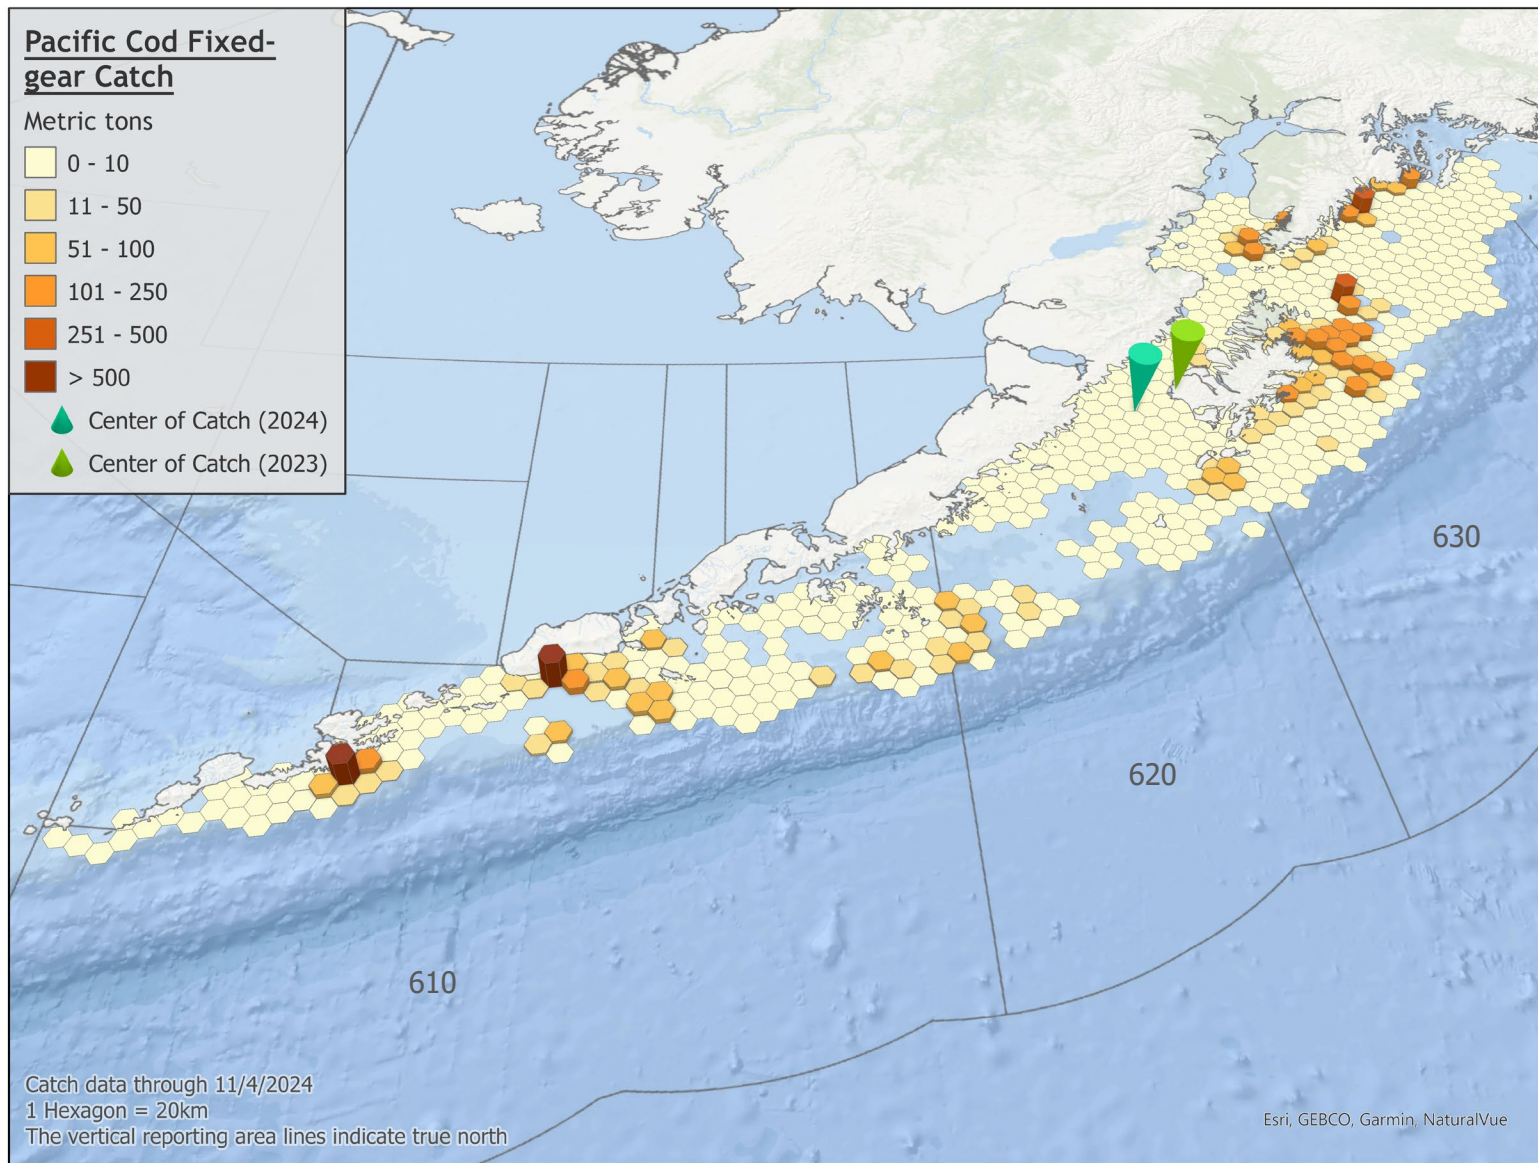 Pacific Cod Fixed-
gear Catch
Metric tons
0 - 10
11 - 50
51 - 100
101 - 250
251 - 500
> 500
Center of Catch (2024)
Center of Catch (2023)
630
620
610
Catch data through 11/4/2024
1 Hexagon = 20km
The vertical reporting area lines indicate true north
Esri, GEBCO, Garmin, NaturalVue